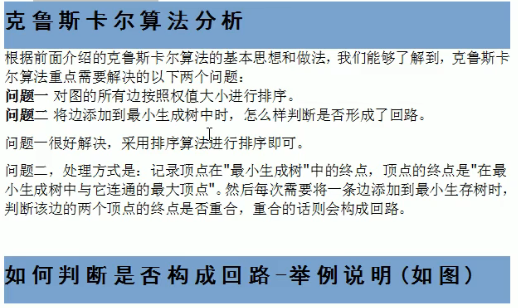 克鲁斯卡尔算法分析
根据前面介绍的克鲁斯卡尔算法的基本思想和做法，我们能够了解到，克鲁斯卡
尔算法重点需要解决的以下两个问题：
问题一 对图的所有边按照权值大小进行排序。
问题二 将边添加到最小生成树中时，怎么样判断是否形成了回路。
问题一很好解决，采用排序算法进行排序即可。
问题二，处理方式是：记录顶点在"最小生成树"中的终点，顶点的终点是"在最
小生成树中与它连通的最大顶点"。然后每次需要将一条边添加到最小生存树时，
判断该边的两个顶点的终点是否重合，重合的话则会构成回路。
如何判断是否构成回路-举例说明(如图)